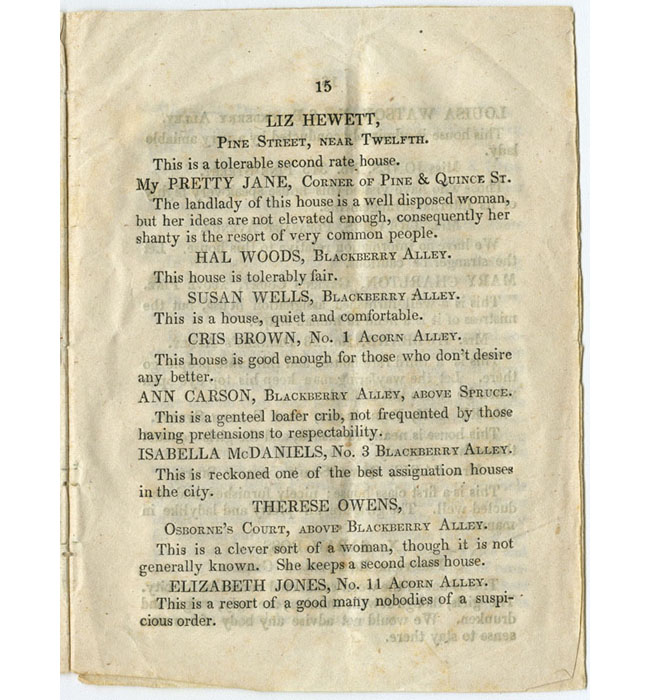 15
LIZ HEWETT,
PINE STREET, NEAR TWELFTH.
This is a tolerable second rate house.
My PRETTY JANE, CORNER OF PINE & QUINCE ST.
The landlady of this house is a well disposed woman,
but her ideas are not elevated enough, consequently her
shanty is the resort of very common people.
HAL WOODS, BLACKBERRY ALLEY.
This house is tolerably fair.
SUSAN WELLS, BLACKBERRY ALLEY.
This is a house, quiet and comfortable.
CRIS BROWN, No. 1 ACORN ALLEY.
This house is good enough for those who don't desire
any better.
ANN CARSON, BLACKBERRY ALLEY, ABOVE SPRUCE.
This is a genteel loafer crib, not frequented by those
having pretensions to respectability.
ISABELLA McDANIELS, No. 3 BLACKBERRY ALLEY.
This is reckoned one of the best assignation houses
in the city.
THERESE OWENS,
OSBORNE'S COURT, ABOVE BLACKBERRY ALLEY.
This is a clever sort of a woman, though it is not
generally known. She keeps a second class house.
ELIZABETH JONES, No. 11 ACORN ALLEY.
This is a resort of a good many nobodies of a suspi-
cious order.